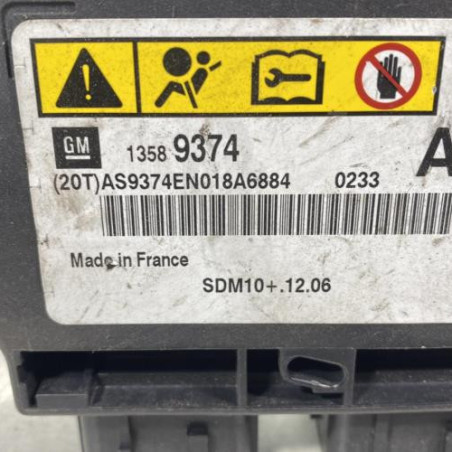 GM 1358 9374 A
(20T)AS9374EN018A6884 0233
Made in France
SDM10+.12.06